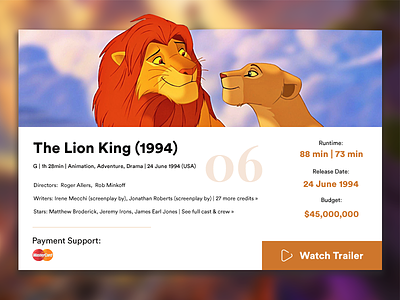 The Lion King (1994)
06
G | 1h 28min | Animation, Adventure, Drama | 24 June 1994 (USA)
Directors: Roger Allers, Rob Minkoff
Writers: Irene Mecchi (screenplay by), Jonathan Roberts (screenplay by) | 27 more credits »
Stars: Matthew Broderick, Jeremy Irons, James Earl Jones | See full cast & crew »
Payment Support:
MasterCard
Runtime:
88 min | 73 min
Release Date:
24 June 1994
Budget:
$45,000,000
Watch Trailer